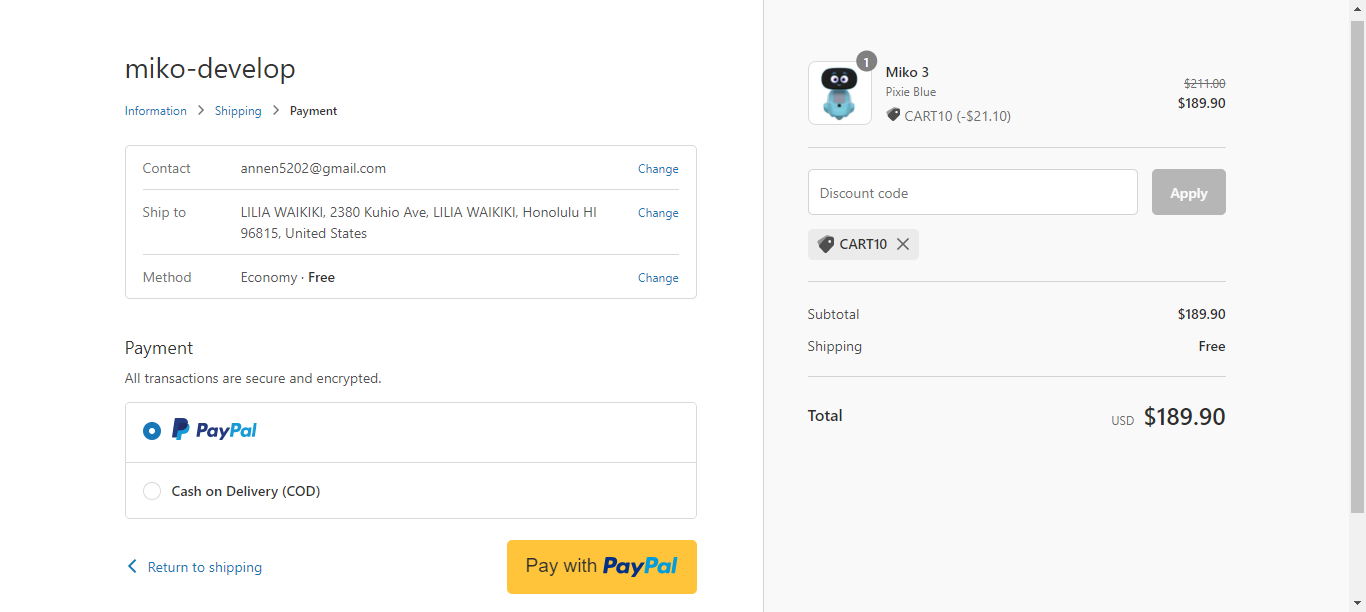 miko-develop
Information > Shipping > Payment
Contact annen5202@gmail.com Change
Ship to LILIA WAIKIKI, 2380 Kuhio Ave, LILIA WAIKIKI, Honolulu HI Change
96815, United States
Method Economy · Free Change
Payment
All transactions are secure and encrypted.
PayPal
Cash on Delivery (COD)
Return to shipping
Pay with PayPal
1
Miko 3
Pixie Blue
CART10 (-$21.10)
$211.00
$189.90
Discount code
Apply
CART10
Subtotal $189.90
Shipping Free
Total USD $189.90